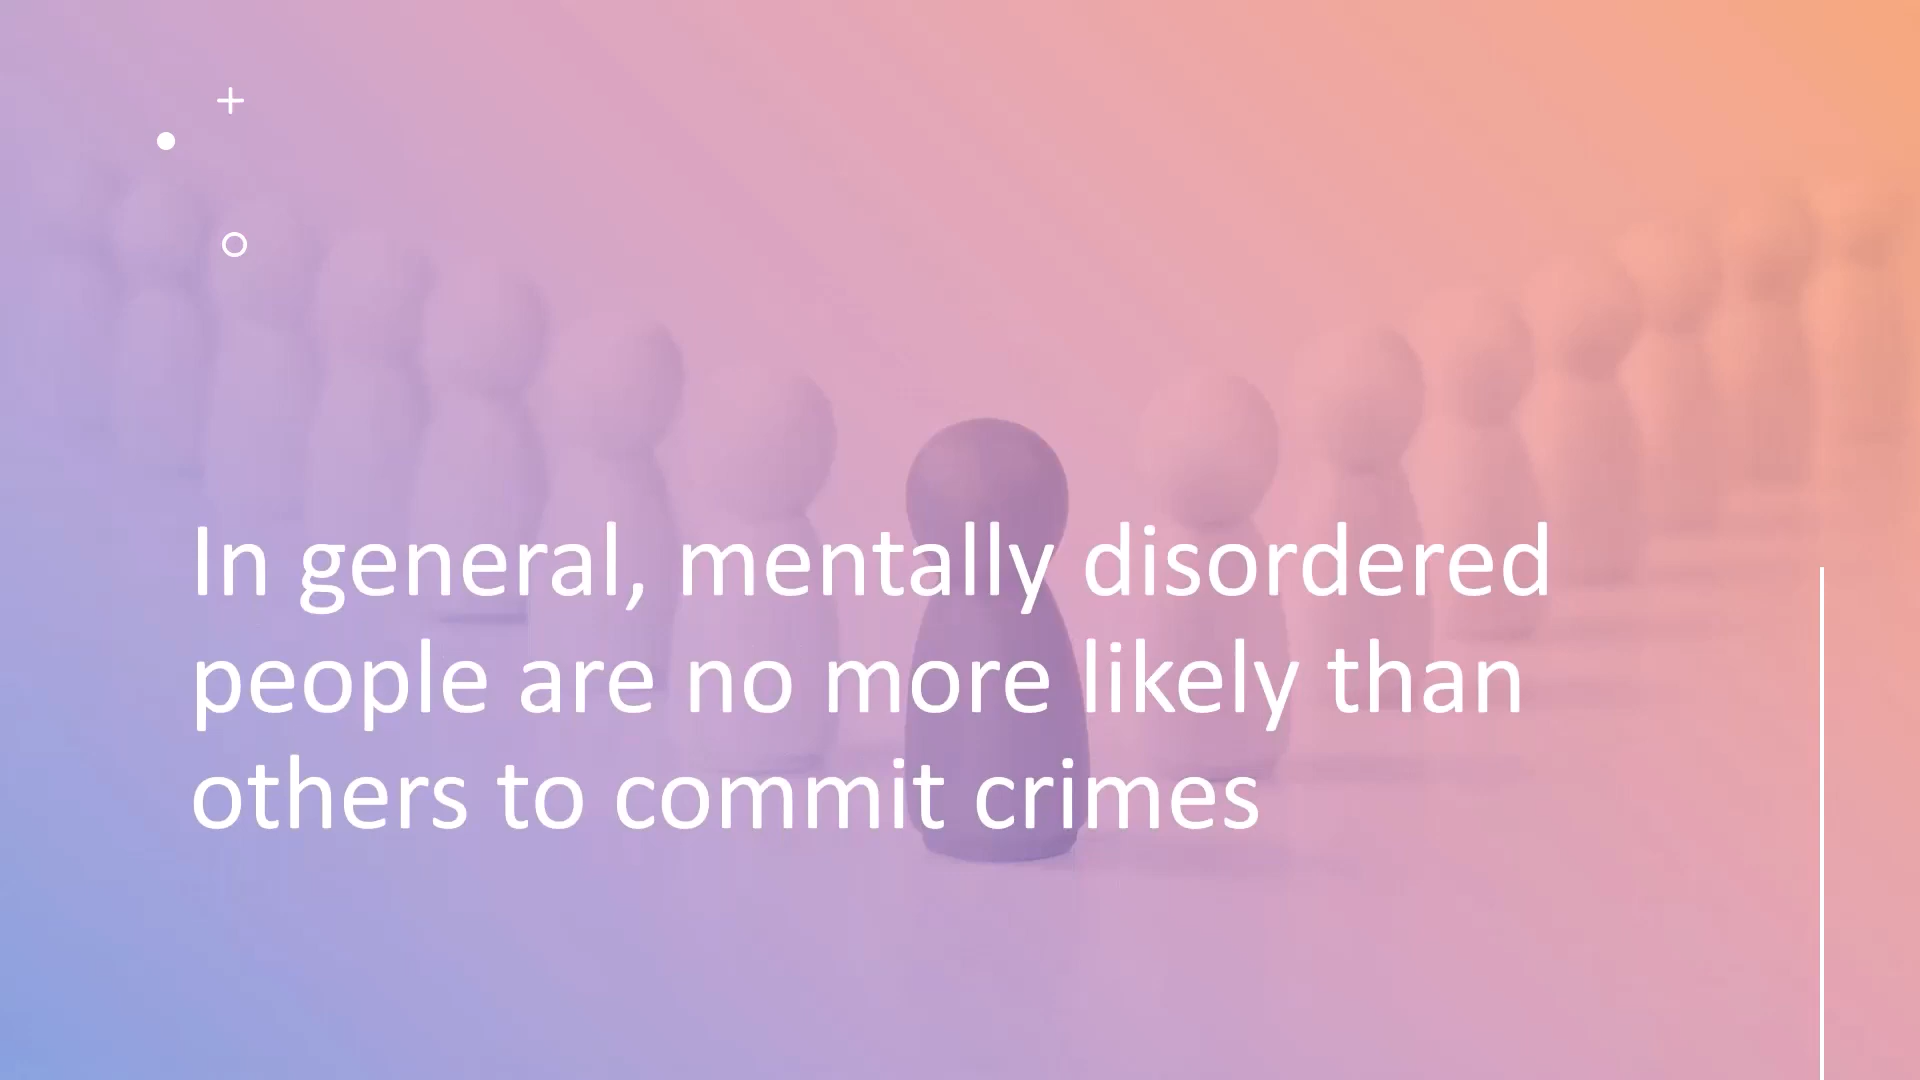 In general, mentally disordered
people are no more likely than
others to commit crimes